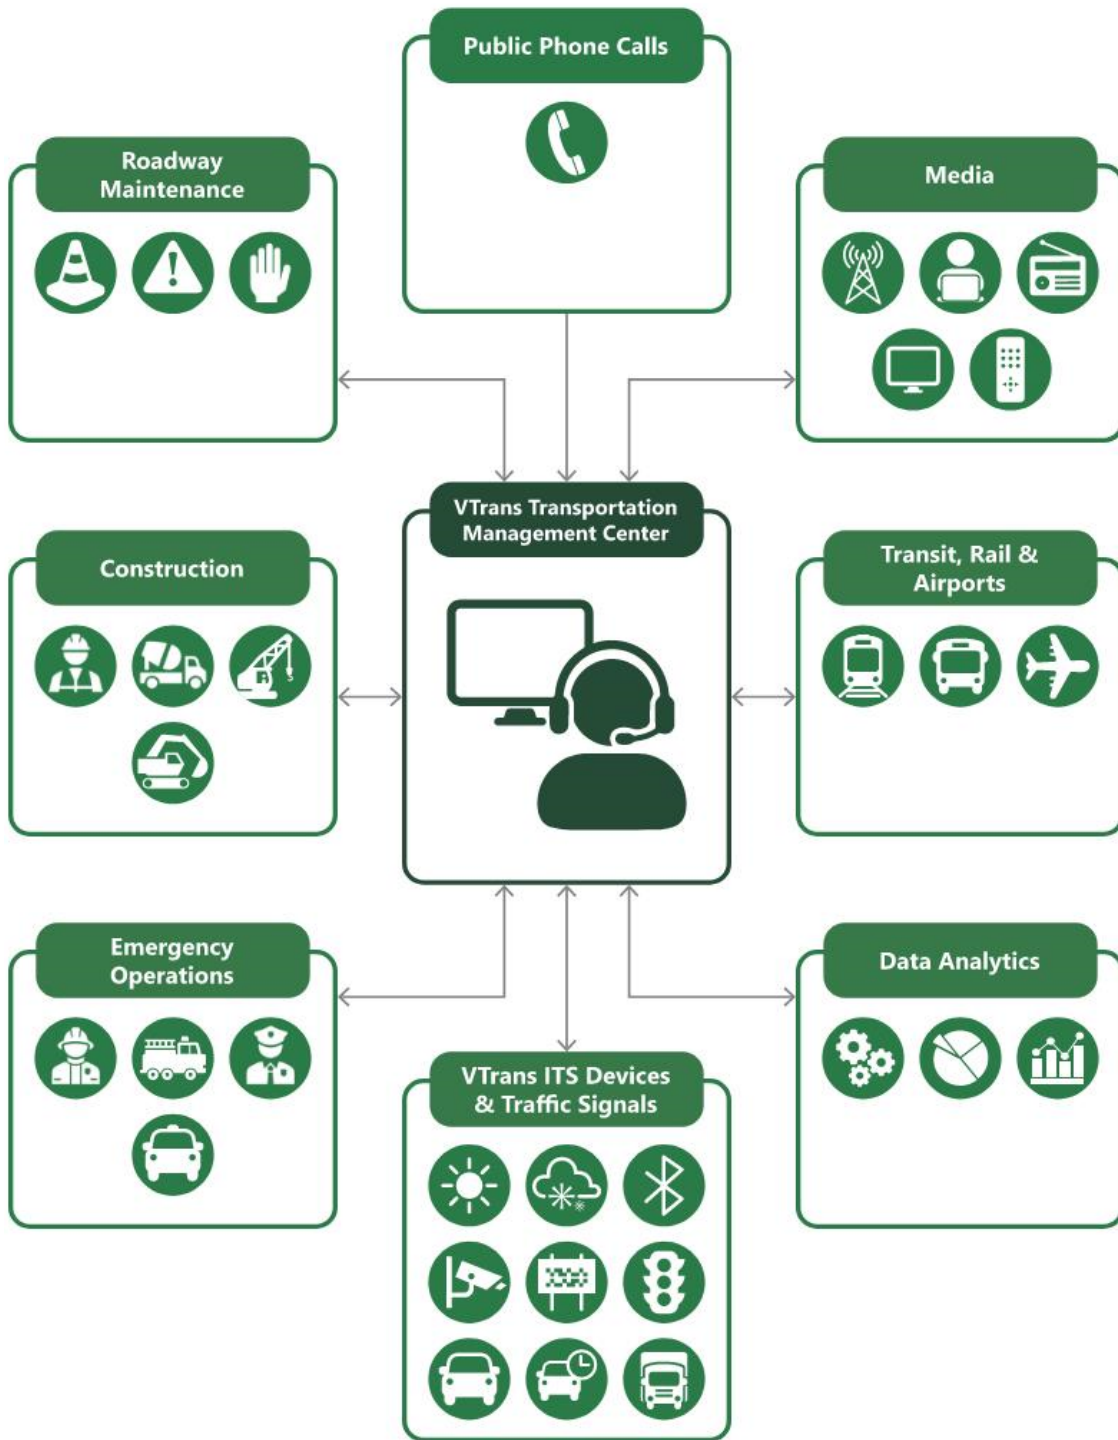 Public Phone Calls
Roadway
Maintenance
Media
VTrans Transportation
Management Center
Construction
Transit, Rail &
Airports
Emergency
Operations
Data Analytics
VTrans ITS Devices
& Traffic Signals